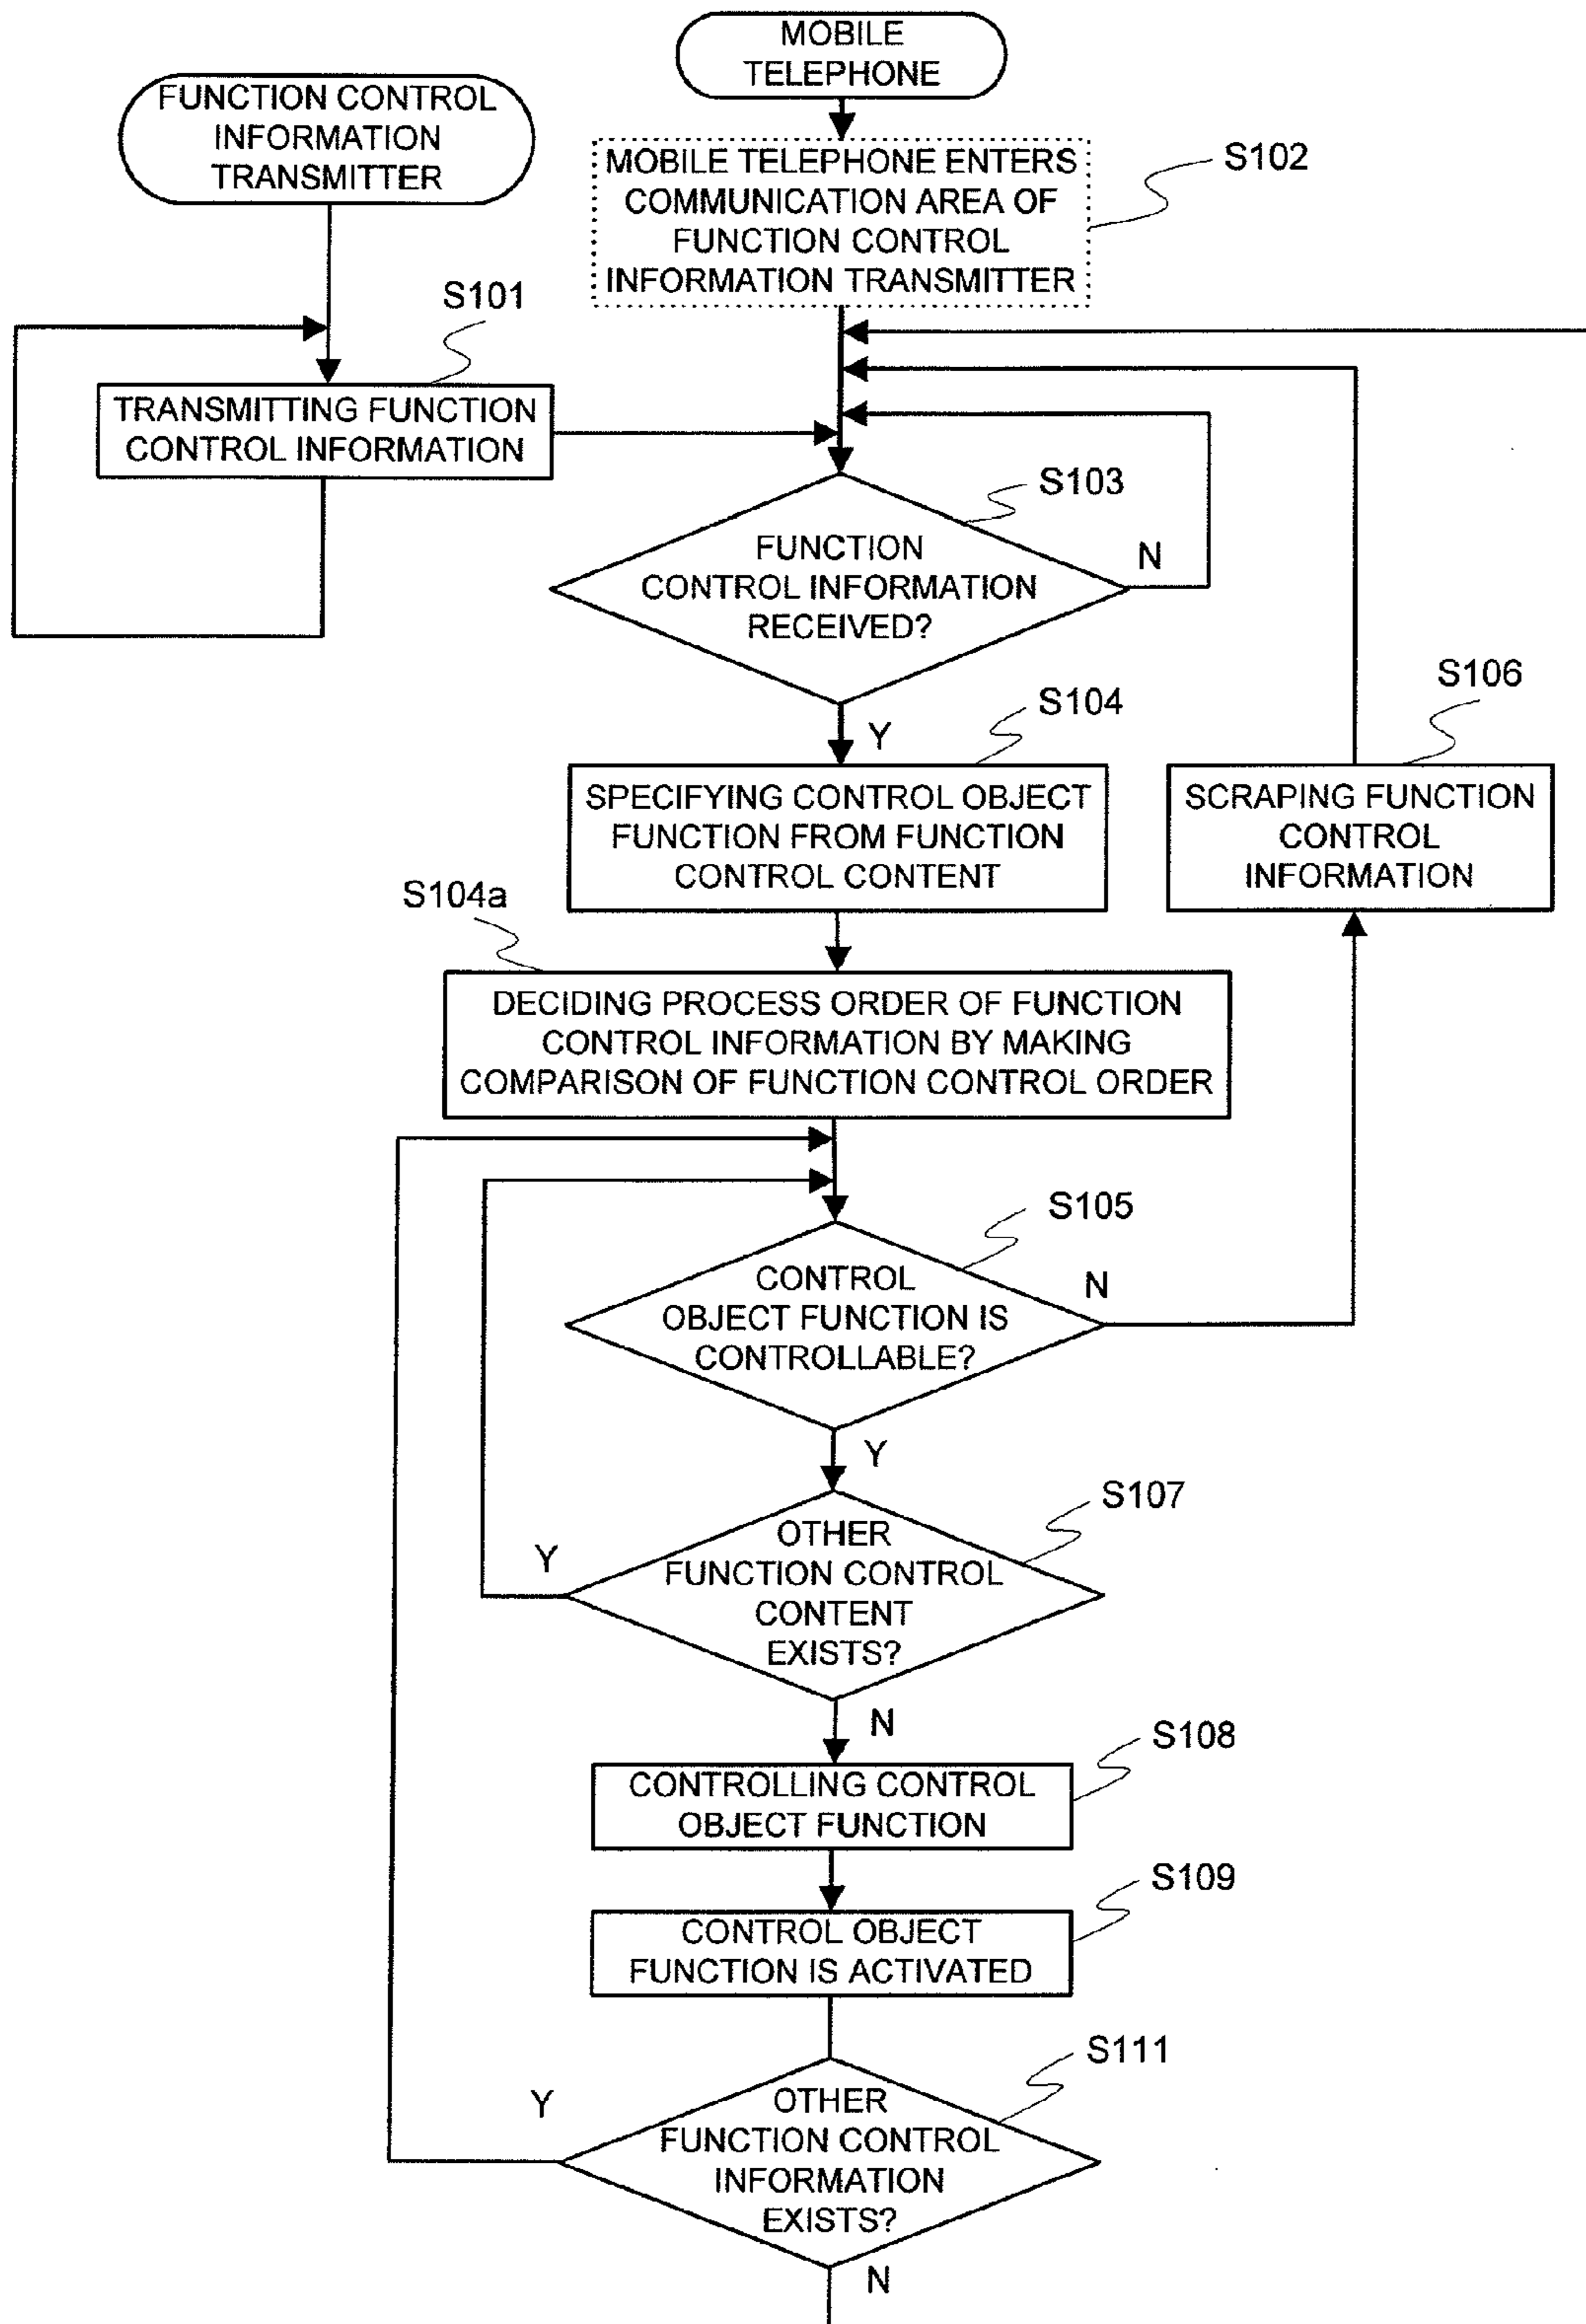 MOBILE
TELEPHONE
FUNCTION CONTROL
INFORMATION
TRANSMITTER
MOBILE TELEPHONE ENTERS
COMMUNICATION AREA OF
FUNCTION CONTROL
INFORMATION TRANSMITTER
S102
S101
TRANSMITTING FUNCTION
CONTROL INFORMATION
S103
FUNCTION
CONTROL INFORMATION
RECEIVED?
N
Y
S104
SPECIFYING CONTROL OBJECT
FUNCTION FROM FUNCTION
CONTROL CONTENT
S106
SCRAPING FUNCTION
CONTROL
INFORMATION
S104a
DECIDING PROCESS ORDER OF FUNCTION
CONTROL INFORMATION BY MAKING
COMPARISON OF FUNCTION CONTROL ORDER
S105
CONTROL
OBJECT FUNCTION IS
CONTROLLABLE?
N
Y
S107
OTHER
FUNCTION CONTROL
CONTENT
EXISTS?
Y
N
S108
CONTROLLING CONTROL
OBJECT FUNCTION
S109
CONTROL OBJECT
FUNCTION IS ACTIVATED
S111
OTHER
FUNCTION CONTROL
INFORMATION
EXISTS?
Y
N